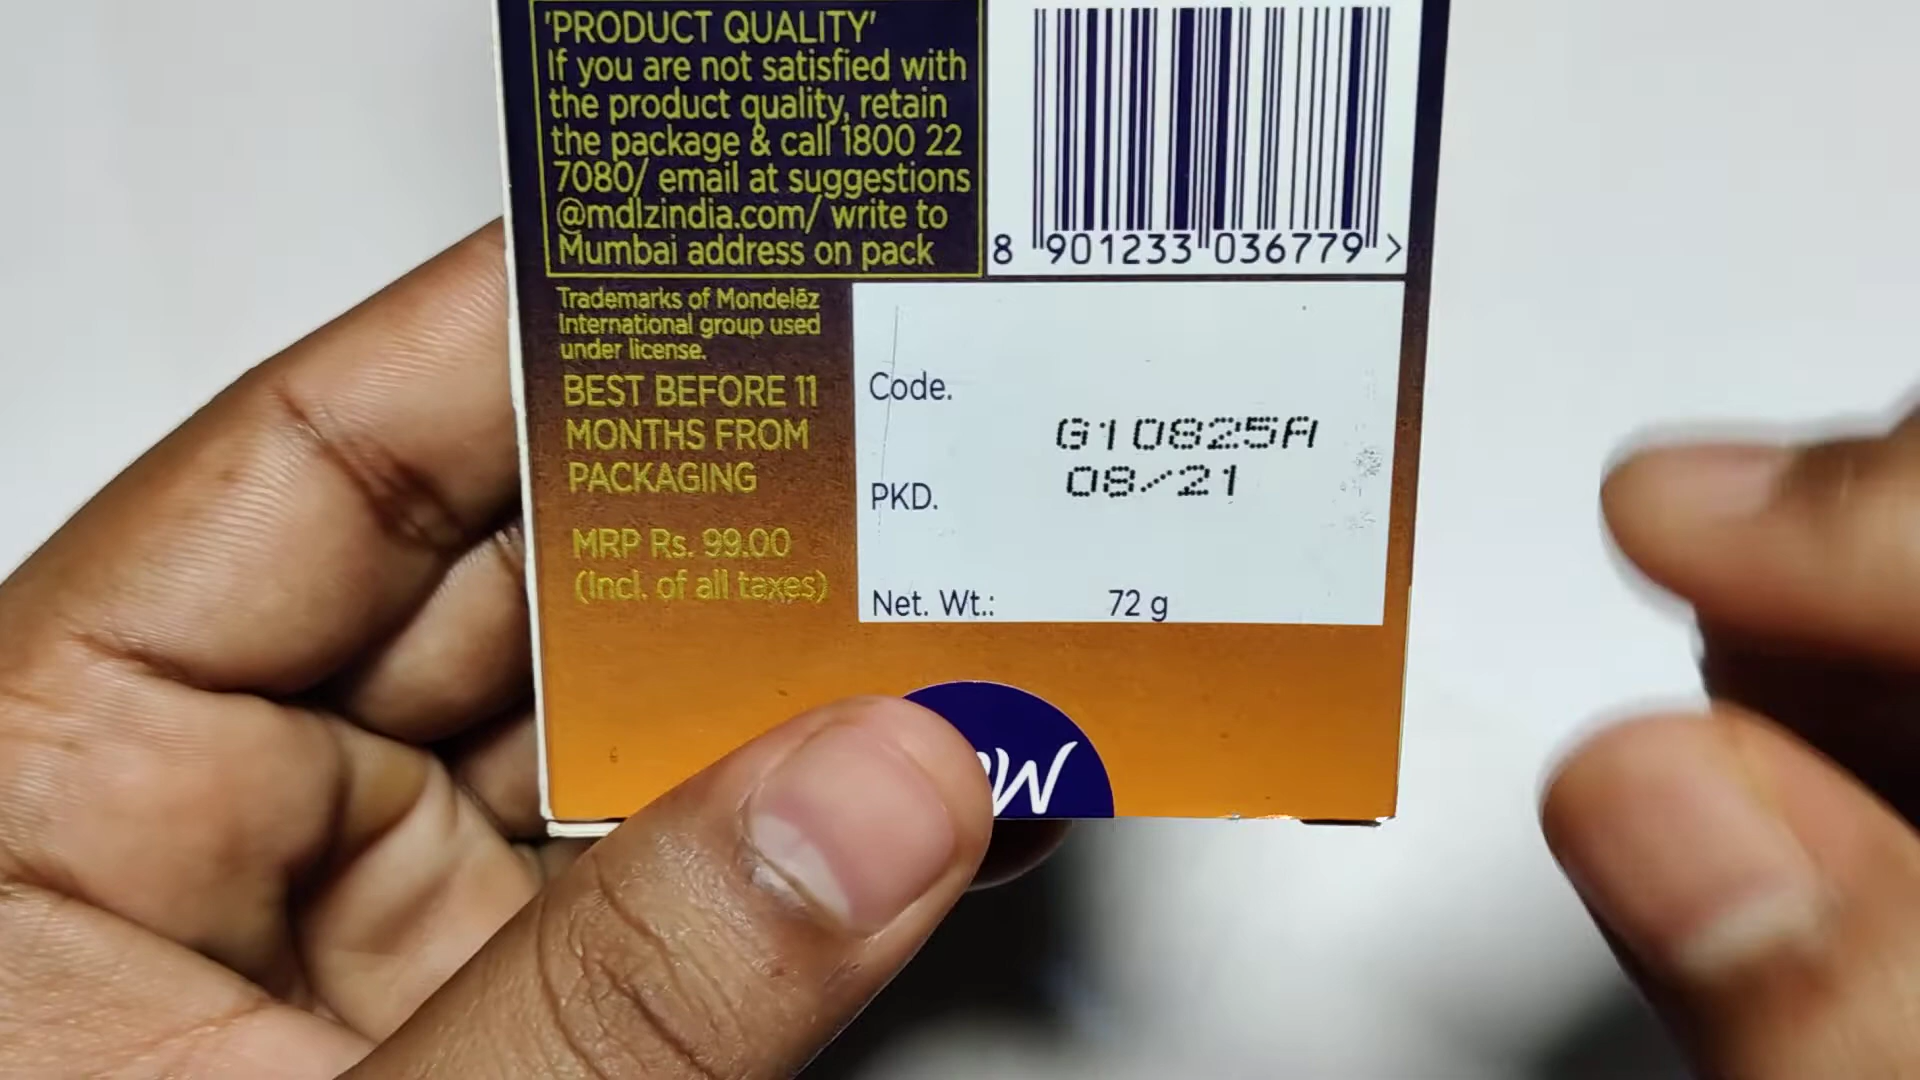 'PRODUCT QUALITY'
If you are not satisfied with
the product quality, retain
the package & call 1800 22
7080/ email at suggestions
@mdlzindia.com/ write to
Mumbai address on pack
8 901233 036779 >
Trademarks of Mondelēz
International group used
under license.
BEST BEFORE 11
MONTHS FROM
PACKAGING
MRP Rs. 99.00
(Incl. of all taxes)
Code.
G10825A
PKD.
08/21
Net. Wt.: 72 g